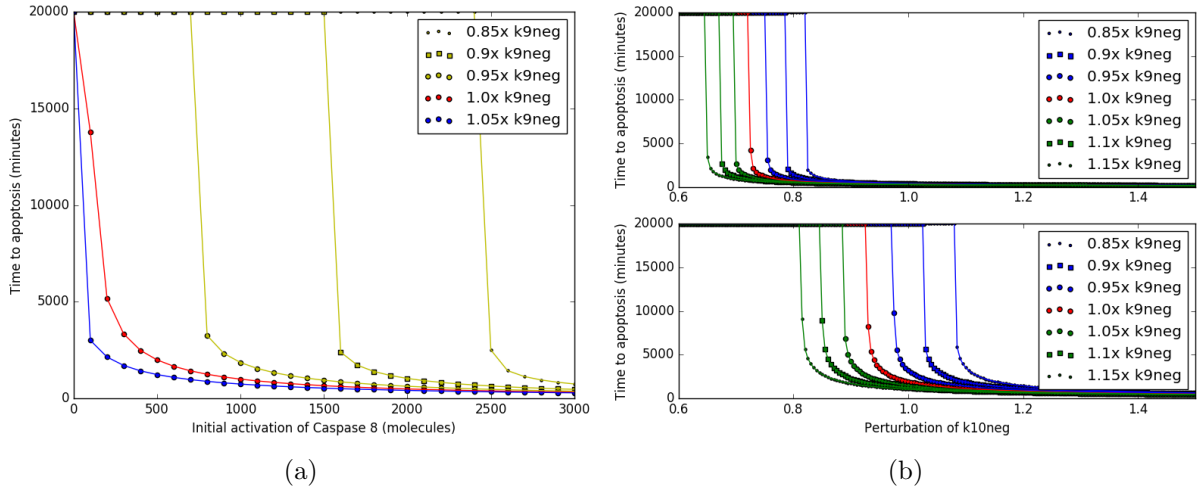 20000
15000
10000
5000
0
Time to apoptosis (minutes)
0.85x k9neg
0.9x k9neg
0.95x k9neg
1.0x k9neg
1.05x k9neg
0
500
1000
1500
2000
2500
3000
Initial activation of Caspase 8 (molecules)
(a)
20000
15000
10000
5000
0
Time to apoptosis (minutes)
0.85x k9neg
0.9x k9neg
0.95x k9neg
1.0x k9neg
1.05x k9neg
1.1x k9neg
1.15x k9neg
0.6
0.8
1.0
1.2
1.4
20000
15000
10000
5000
0
Time to apoptosis (minutes)
0.85x k9neg
0.9x k9neg
0.95x k9neg
1.0x k9neg
1.05x k9neg
1.1x k9neg
1.15x k9neg
0.6
0.8
1.0
1.2
1.4
Perturbation of k10neg
(b)